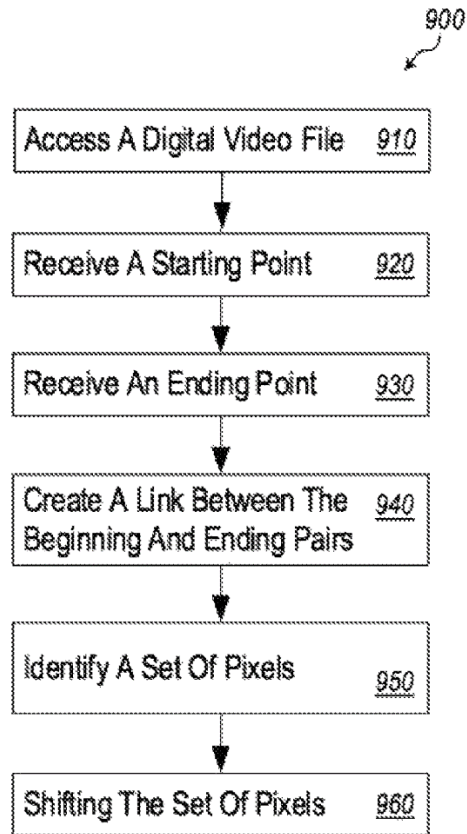 900
Access A Digital Video File 910
Receive A Starting Point 920
Receive An Ending Point 930
Create A Link Between The 940
Beginning And Ending Pairs
Identify A Set Of Pixels 950
Shifting The Set Of Pixels 960